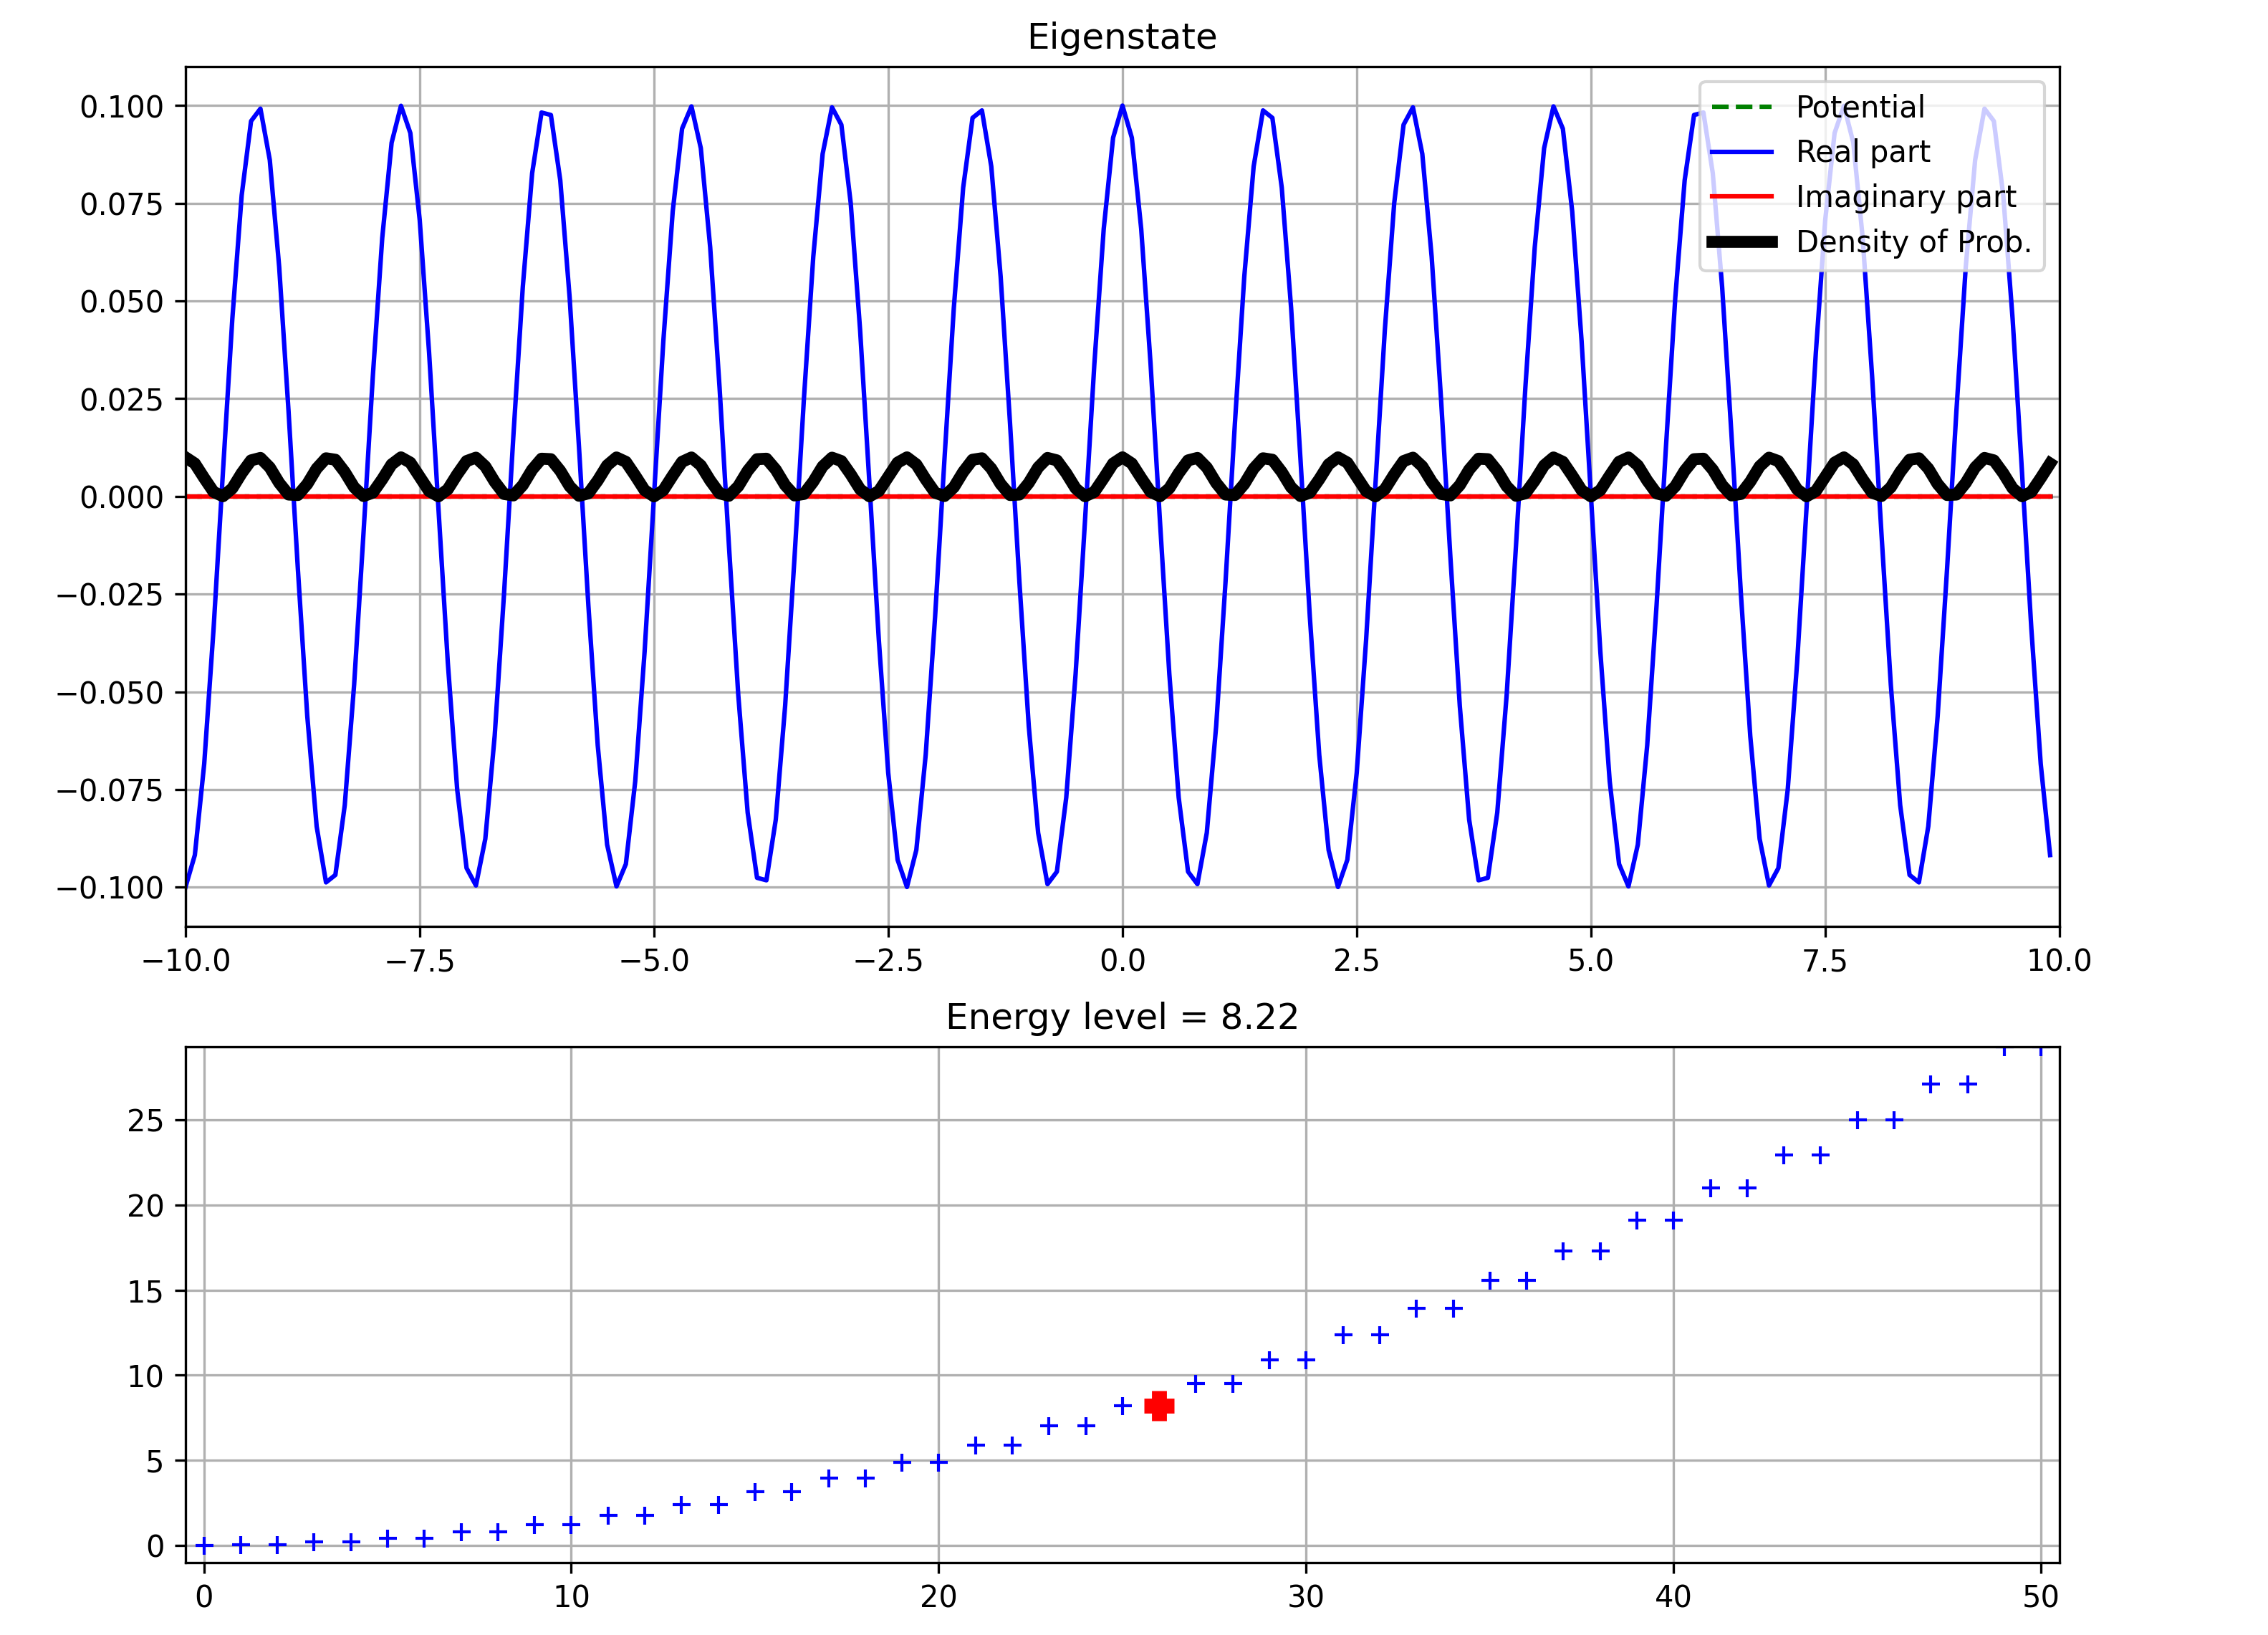 Eigenstate
0.100
0.075
0.050
0.025
0.000
−0.025
−0.050
−0.075
−0.100
Potential
Real part
Imaginary part
Density of Prob.
−10.0 −7.5 −5.0 −2.5 0.0 2.5 5.0 7.5 10.0
Energy level = 8.22
25
20
15
10
5
0
0 10 20 30 40 50